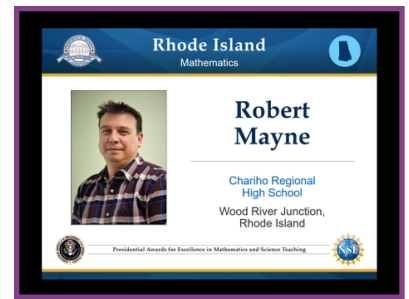 Rhode Island
Mathematics
Robert
Mayne
Chariho Regional
High School
Wood River Junction,
Rhode Island
Presidential Awards for Excellence in Mathematics and Science Teaching
NSF